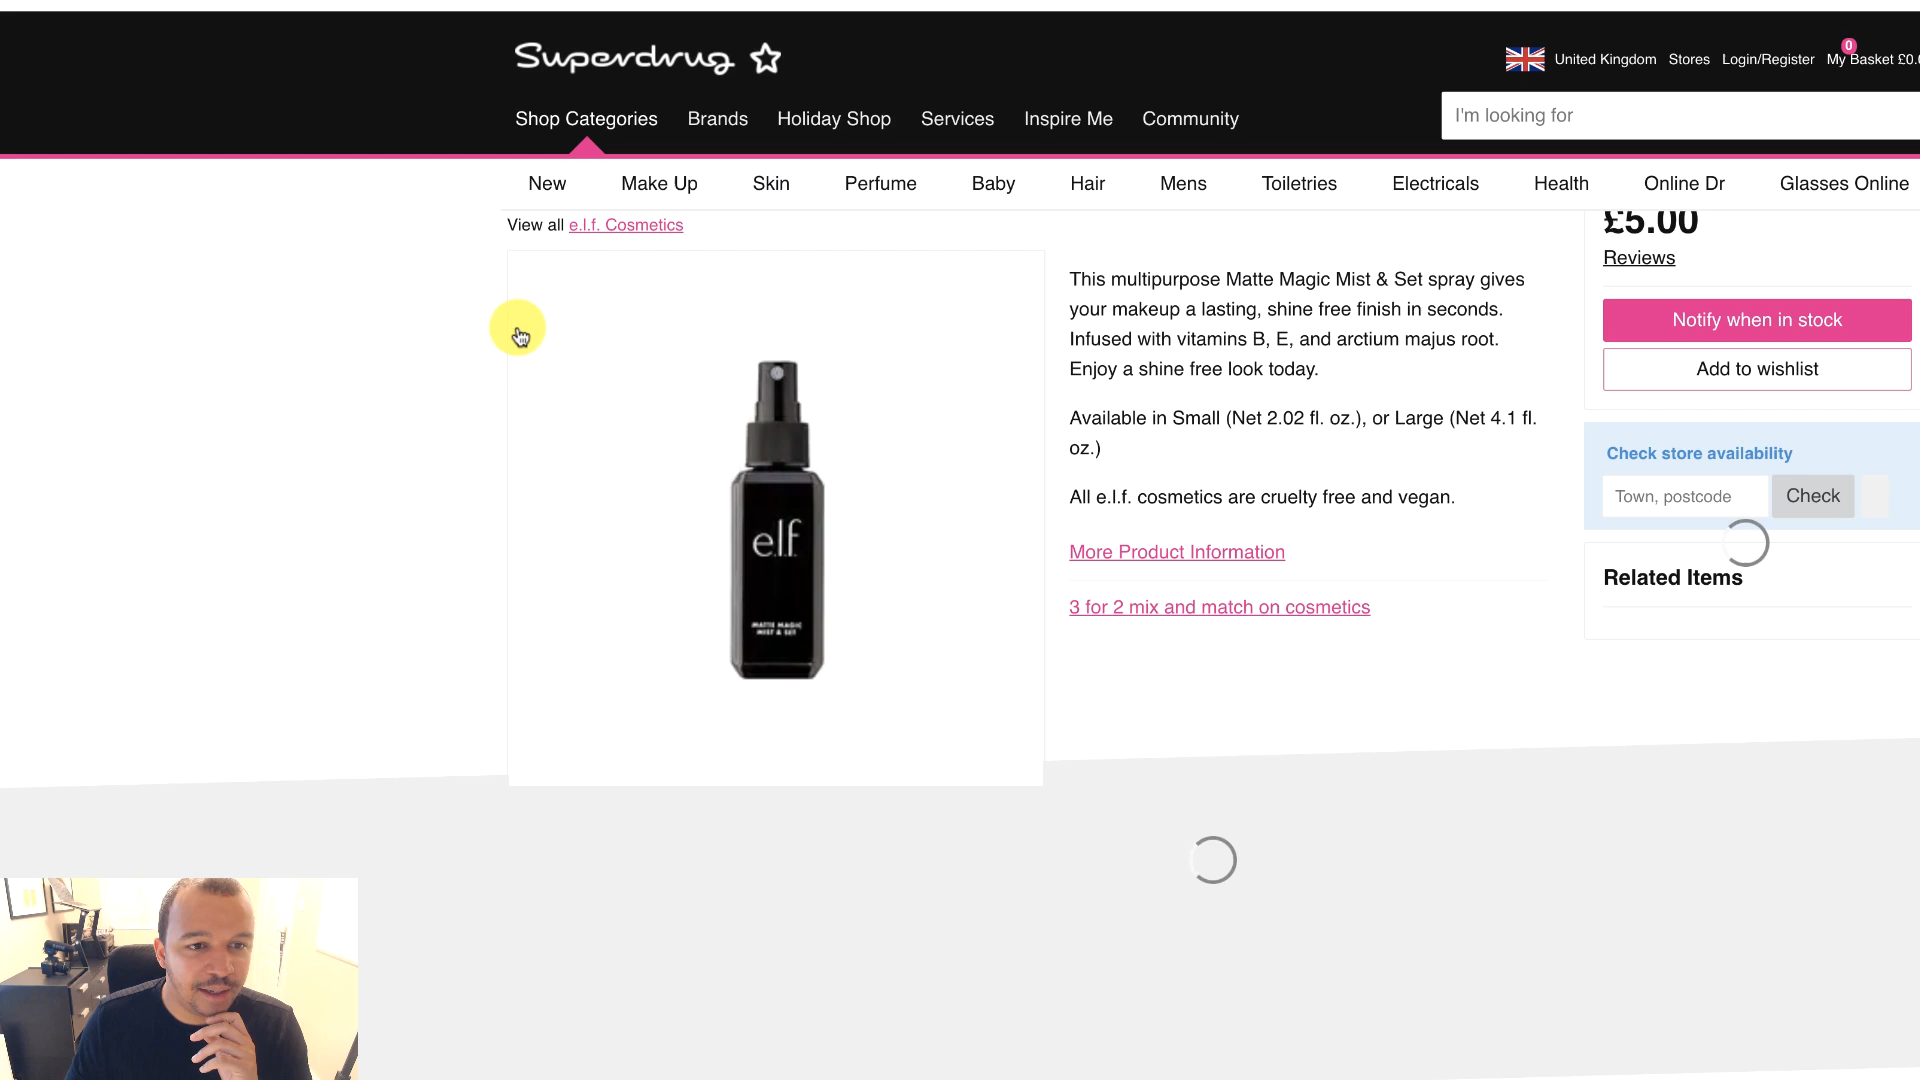 Superdrug
United Kingdom Stores Login/Register My Basket £0.
0
Shop Categories Brands Holiday Shop Services Inspire Me Community
I'm looking for
New Make Up Skin Perfume Baby Hair Mens Toiletries Electricals Health Online Dr Glasses Online
View all e.l.f. Cosmetics
e.l.f.
MATTE MAGIC
MIST & SET
This multipurpose Matte Magic Mist & Set spray gives
your makeup a lasting, shine free finish in seconds.
Infused with vitamins B, E, and arctium majus root.
Enjoy a shine free look today.
Available in Small (Net 2.02 fl. oz.), or Large (Net 4.1 fl.
oz.)
All e.l.f. cosmetics are cruelty free and vegan.
More Product Information
3 for 2 mix and match on cosmetics
£5.00
Reviews
Notify when in stock
Add to wishlist
Check store availability
Town, postcode Check
Related Items